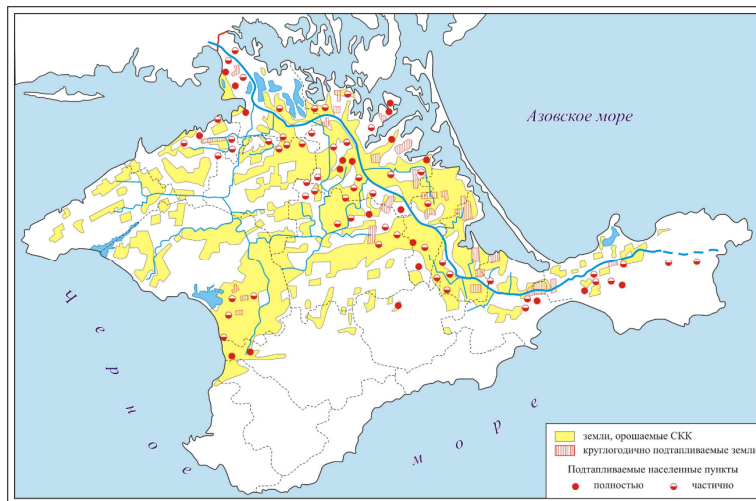 Азовское море
Черное
море
земли, орошаемые СКК
круглогодично подтапливаемые земли
Подтапливаемые населенные пункты
полностью
частично